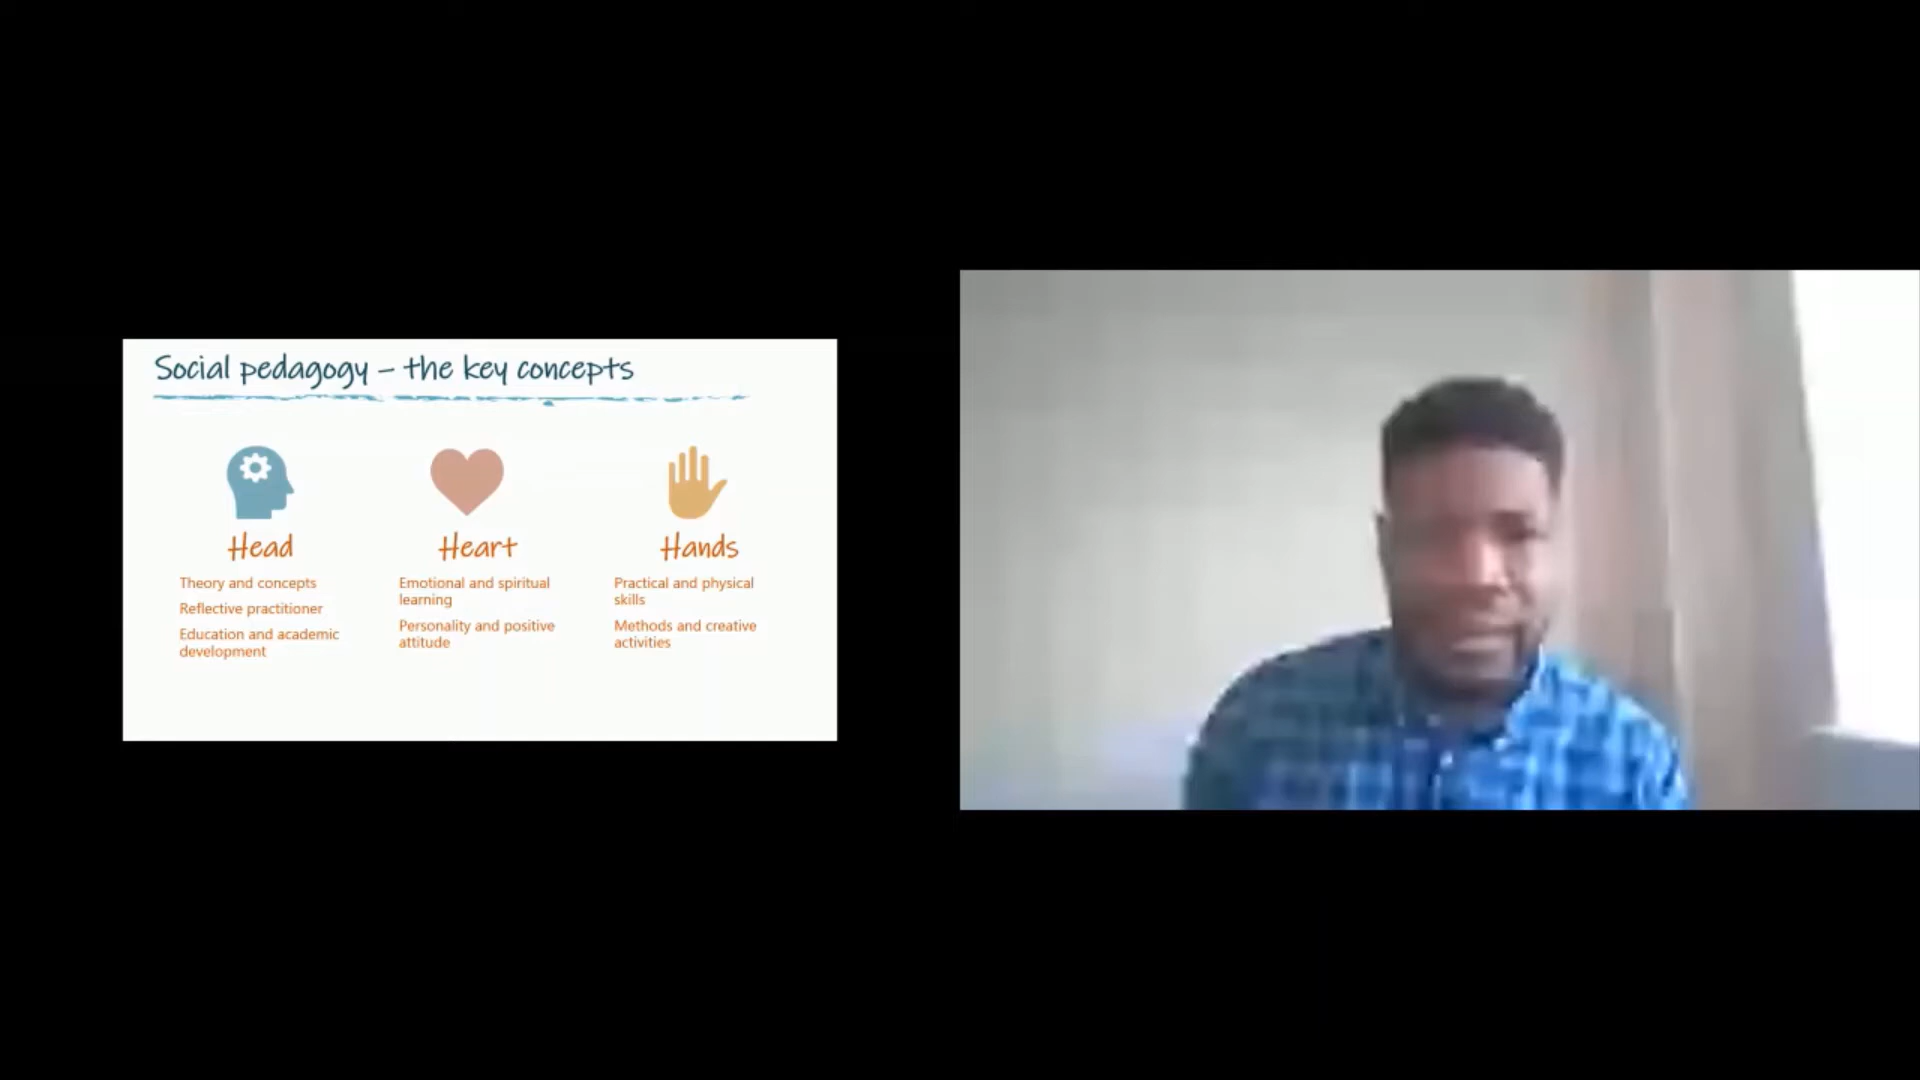 Social pedagogy – the key concepts
Head
Theory and concepts
Reflective practitioner
Education and academic
development
Heart
Emotional and spiritual
learning
Personality and positive
attitude
Hands
Practical and physical
skills
Methods and creative
activities